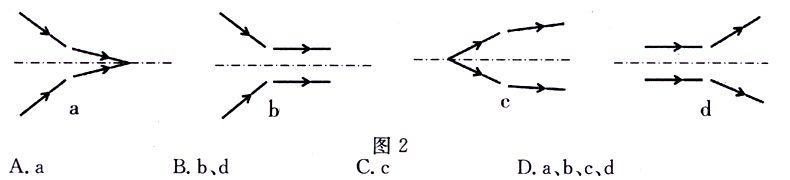 a b c d
图 2
A. a B. b、d C. c D. a、b、c、d